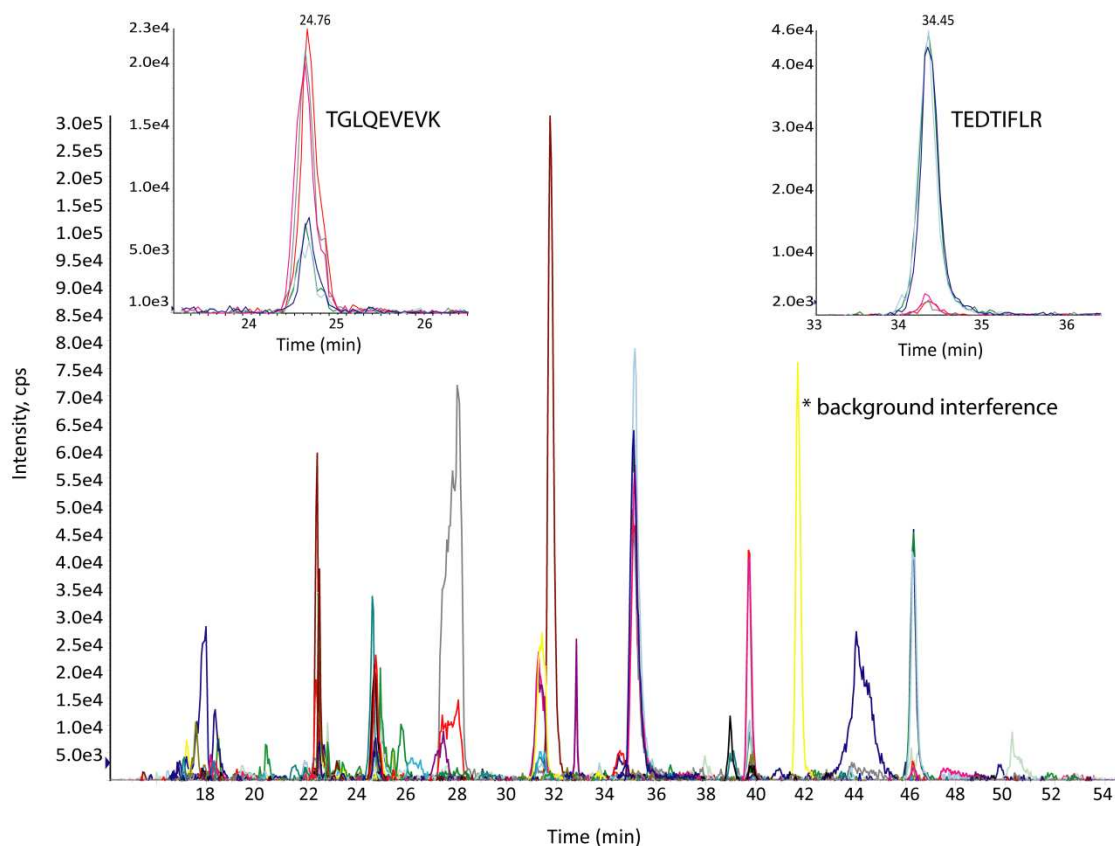 24.76
2.3e4
2.0e4
1.5e4
1.0e4
5.0e3
1.0e3
TGLQEVEVK
24
25
26
Time (min)
34.45
4.6e4
4.0e4
3.0e4
2.0e4
1.0e4
2.0e3
TEDTIFLR
33
34
35
36
Time (min)
3.0e5
2.5e5
2.0e5
1.5e5
1.0e5
9.5e4
9.0e4
8.5e4
8.0e4
7.5e4
7.0e4
6.5e4
6.0e4
5.5e4
5.0e4
4.5e4
4.0e4
3.5e4
3.0e4
2.5e4
2.0e4
1.5e4
1.0e4
5.0e3
Intensity, cps
* background interference
18 20 22 24 26 28 30 32 34 36 38 40 42 44 46 48 50 52 54
Time (min)